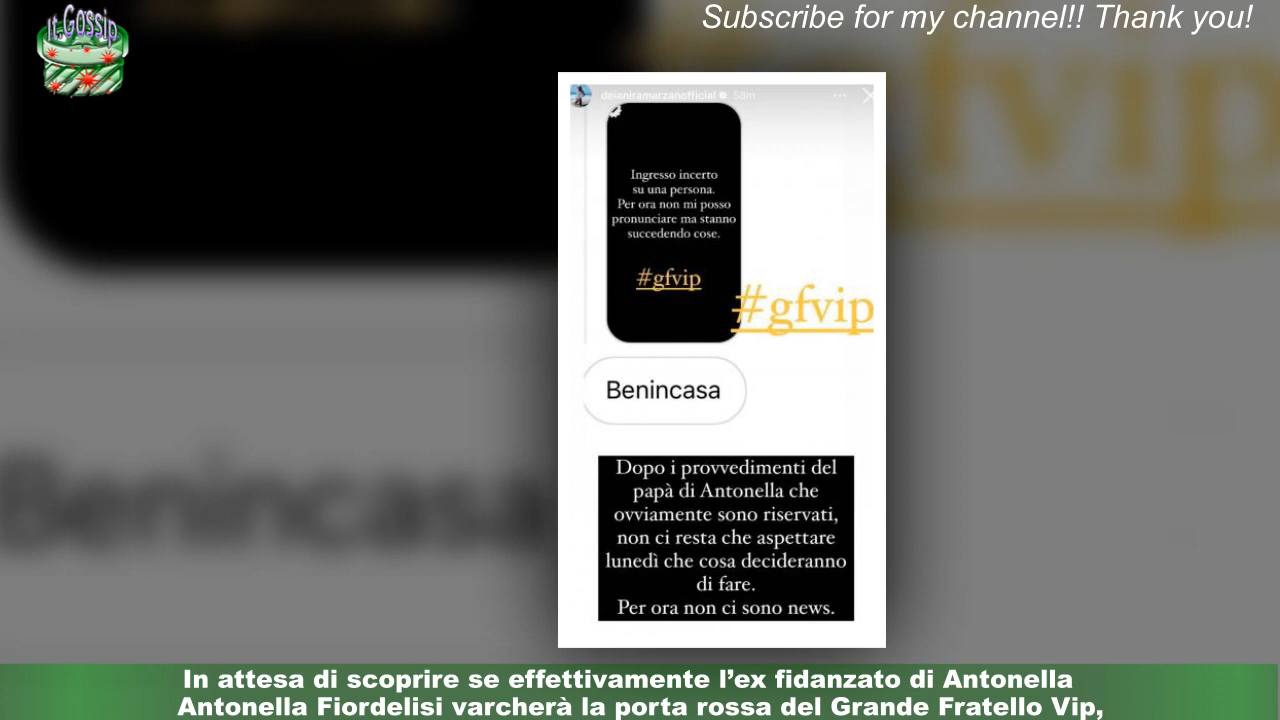 It.Gossip
Subscribe for my channel!! Thank you!
deianiramarzanofficial 58m
Ingresso incerto
su una persona.
Per ora non mi posso
pronunciare ma stanno
succedendo cose.
#gfvip
#gfvip
Benincasa
Dopo i provvedimenti del
papà di Antonella che
ovviamente sono riservati,
non ci resta che aspettare
lunedì che cosa decideranno
di fare.
Per ora non ci sono news.
In attesa di scoprire se effettivamente l’ex fidanzato di Antonella
Antonella Fiordelisi varcherà la porta rossa del Grande Fratello Vip,